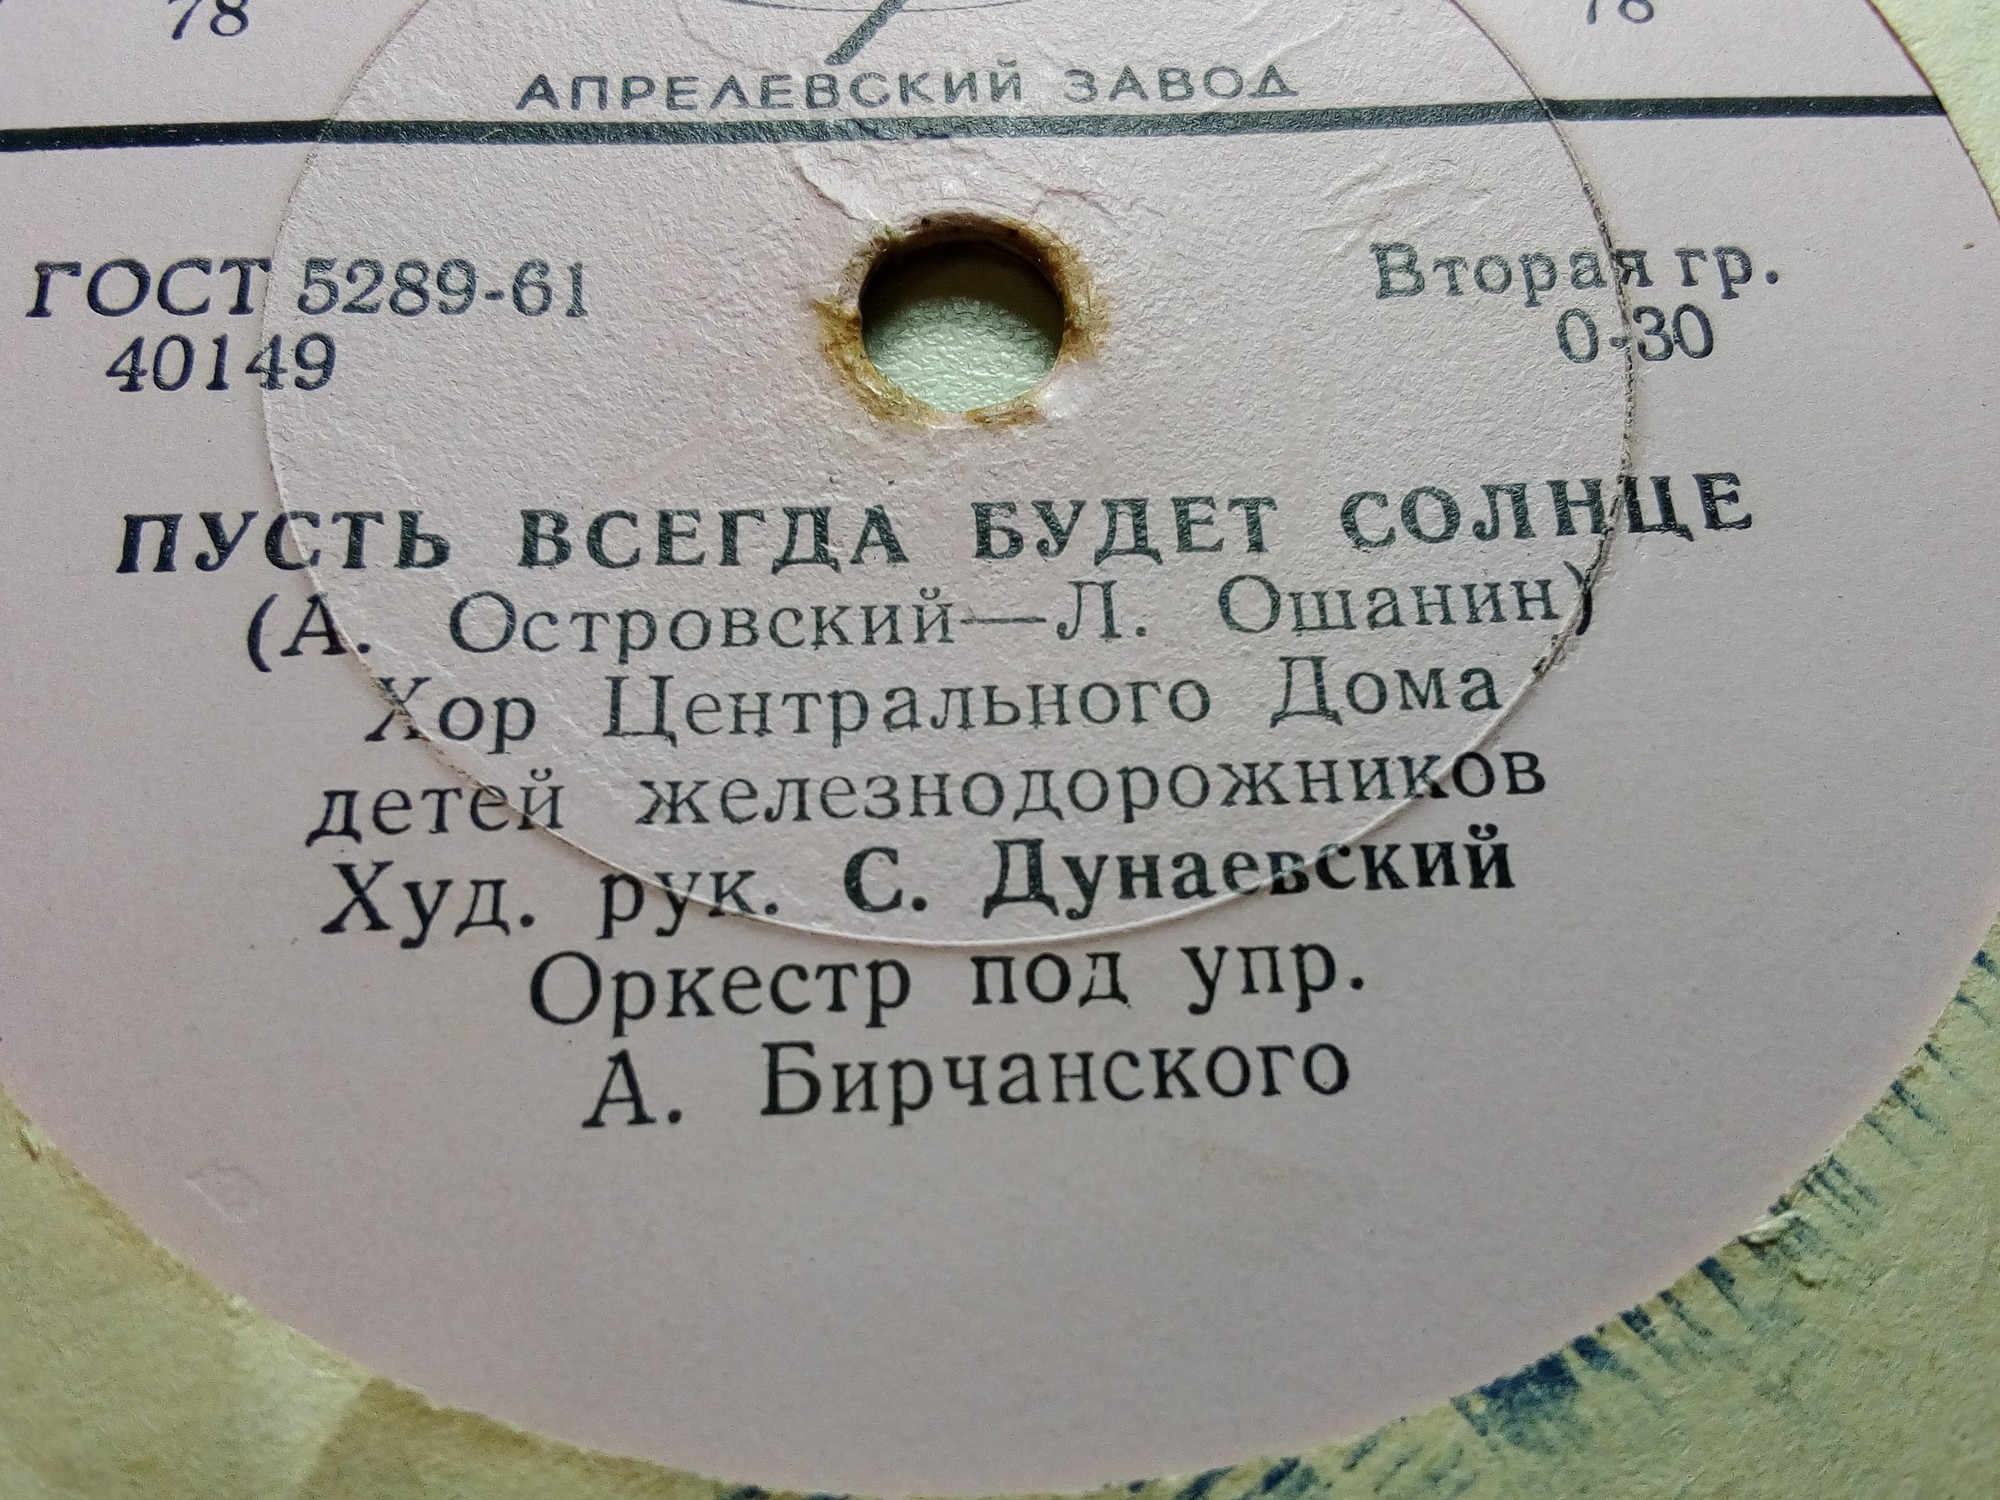 78 78
АПРЕЛЕВСКИЙ ЗАВОД
ГОСТ 5289-61 Вторая гр.
40149 0-30
ПУСТЬ ВСЕГДА БУДЕТ СОЛНЦЕ
(А. Островский—Л. Ошанин)
Хор Центрального Дома
детей железнодорожников
Худ. рук. С. Дунаевский
Оркестр под упр.
А. Бирчанского